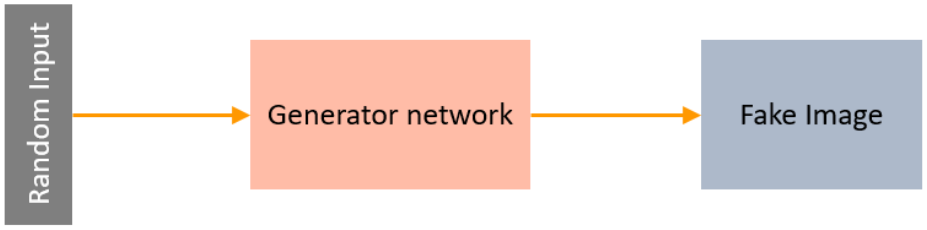 Random Input
Generator network
Fake Image